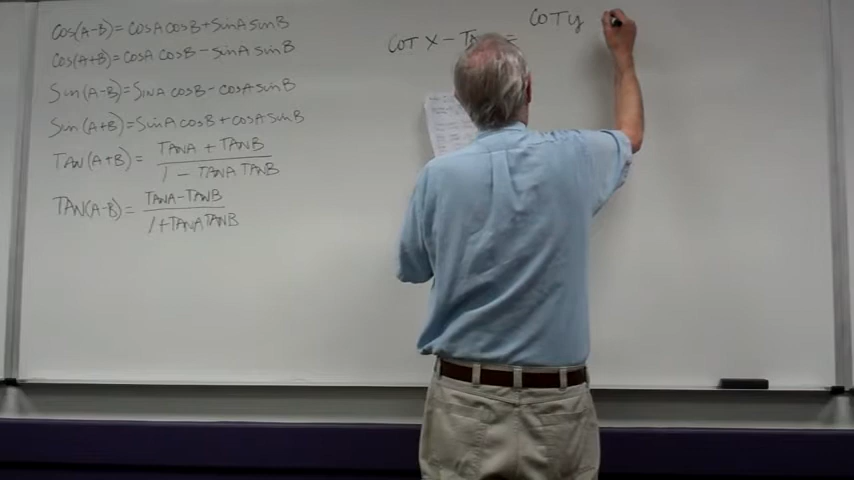 COS(A-B)=COSA COSB+SINA SINB
COS(A+B)=COSA COSB-SINA SINB
SIN(A-B)=SINA COSB-COSA SINB
SIN(A+B)=SINA COSB+COSA SINB
TAN(A+B)= TANA + TANB
1 - TANA TANB
TAN(A-B)= TANA-TANB
1+TANA TANB
COTy
COT X - =